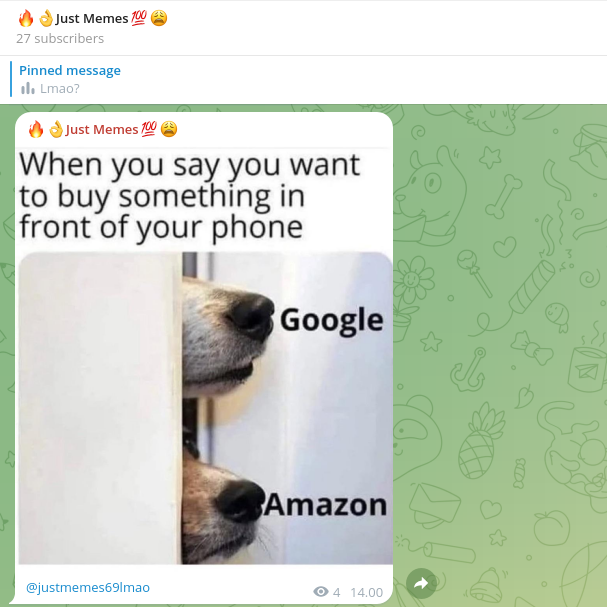 🔥👌Just Memes💯😩
27 subscribers
Pinned message
Lmao?
🔥👌Just Memes💯😩
When you say you want
to buy something in
front of your phone
Google
Amazon
@justmemes69lmao
4 14.00